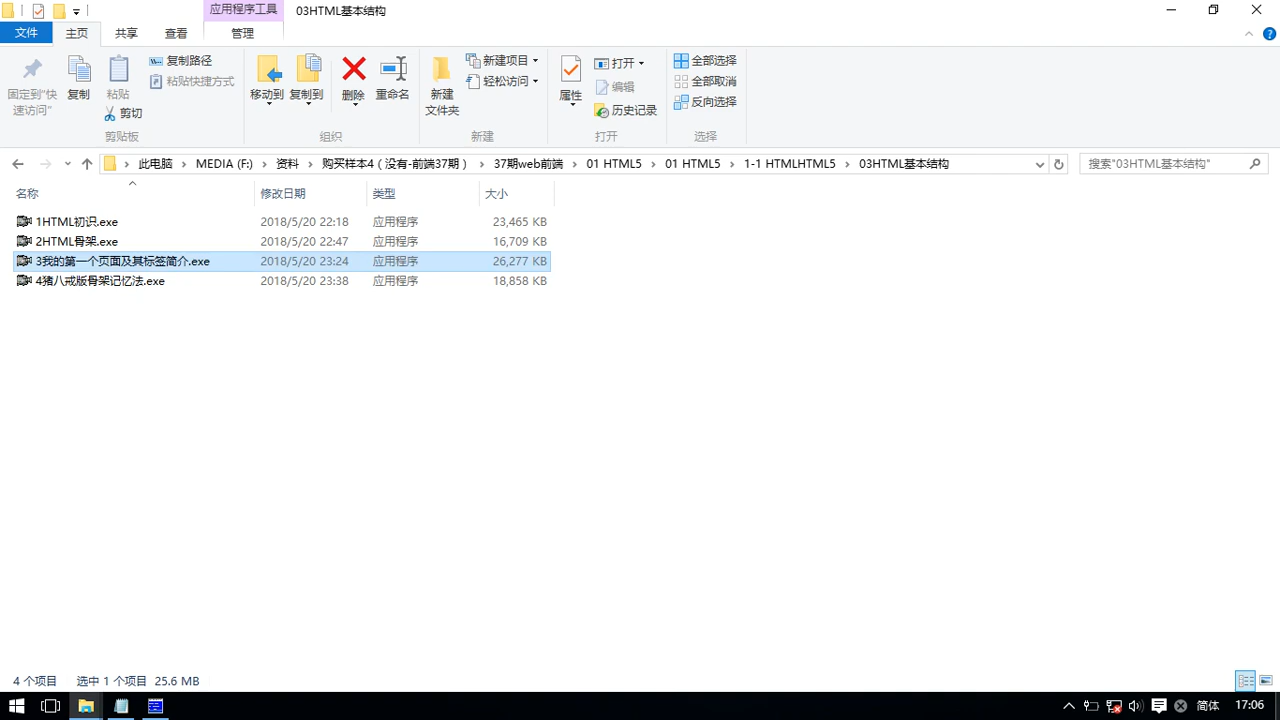 应用程序工具 03HTML基本结构
文件 主页 共享 查看 管理
固定到"快速访问"
复制
粘贴
复制路径
粘贴快捷方式
剪切
剪贴板
移动到 复制到 删除 重命名
组织
新建文件夹
新建项目
轻松访问
新建
属性
打开
编辑
历史记录
打开
全部选择
全部取消
反向选择
选择
此电脑 MEDIA (F:) 资料 购买样本4（没有-前端37期） 37期web前端 01 HTML5 01 HTML5 1-1 HTMLHTML5 03HTML基本结构 搜索"03HTML基本结构"
名称 修改日期 类型 大小
1HTML初识.exe 2018/5/20 22:18 应用程序 23,465 KB
2HTML骨架.exe 2018/5/20 22:47 应用程序 16,709 KB
3我的第一个页面及其标签简介.exe 2018/5/20 23:24 应用程序 26,277 KB
4猪八戒版骨架记忆法.exe 2018/5/20 23:38 应用程序 18,858 KB
4 个项目 选中 1 个项目 25.6 MB
简体 17:06